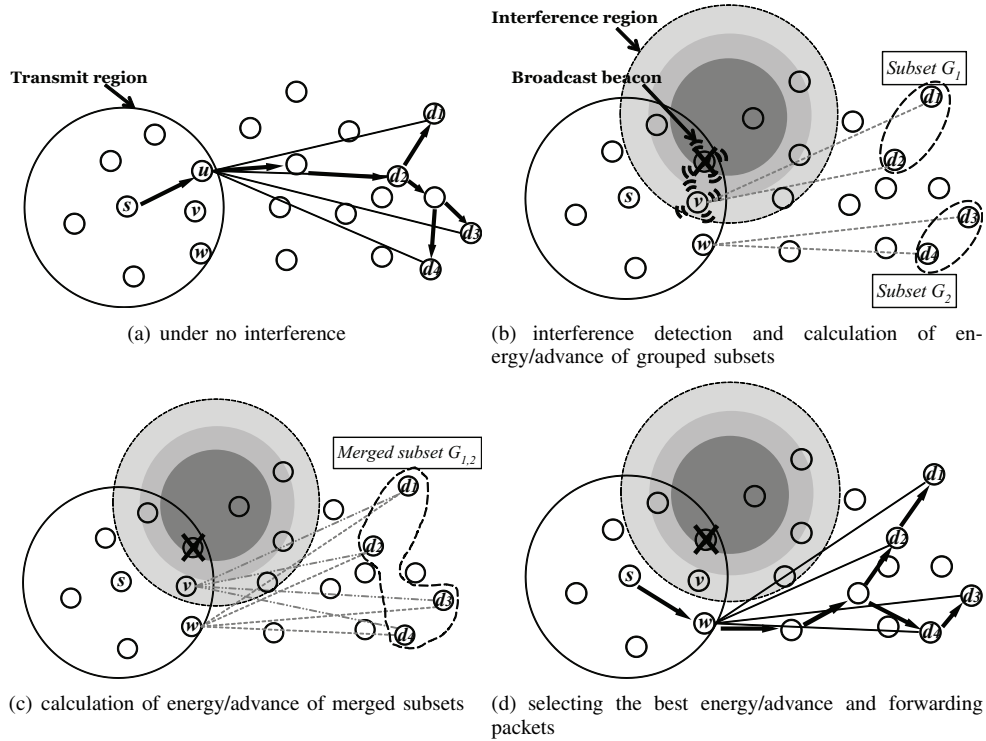 Transmit region
s
u
v
w
d1
d2
d3
d4
(a) under no interference
Interference region
Broadcast beacon
Subset G1
d1
d2
s
v
w
d3
d4
Subset G2
(b) interference detection and calculation of en-
ergy/advance of grouped subsets
Merged subset G1,2
d1
d2
s
v
w
d3
d4
(c) calculation of energy/advance of merged subsets
d1
d2
s
v
w
d3
d4
(d) selecting the best energy/advance and forwarding
packets